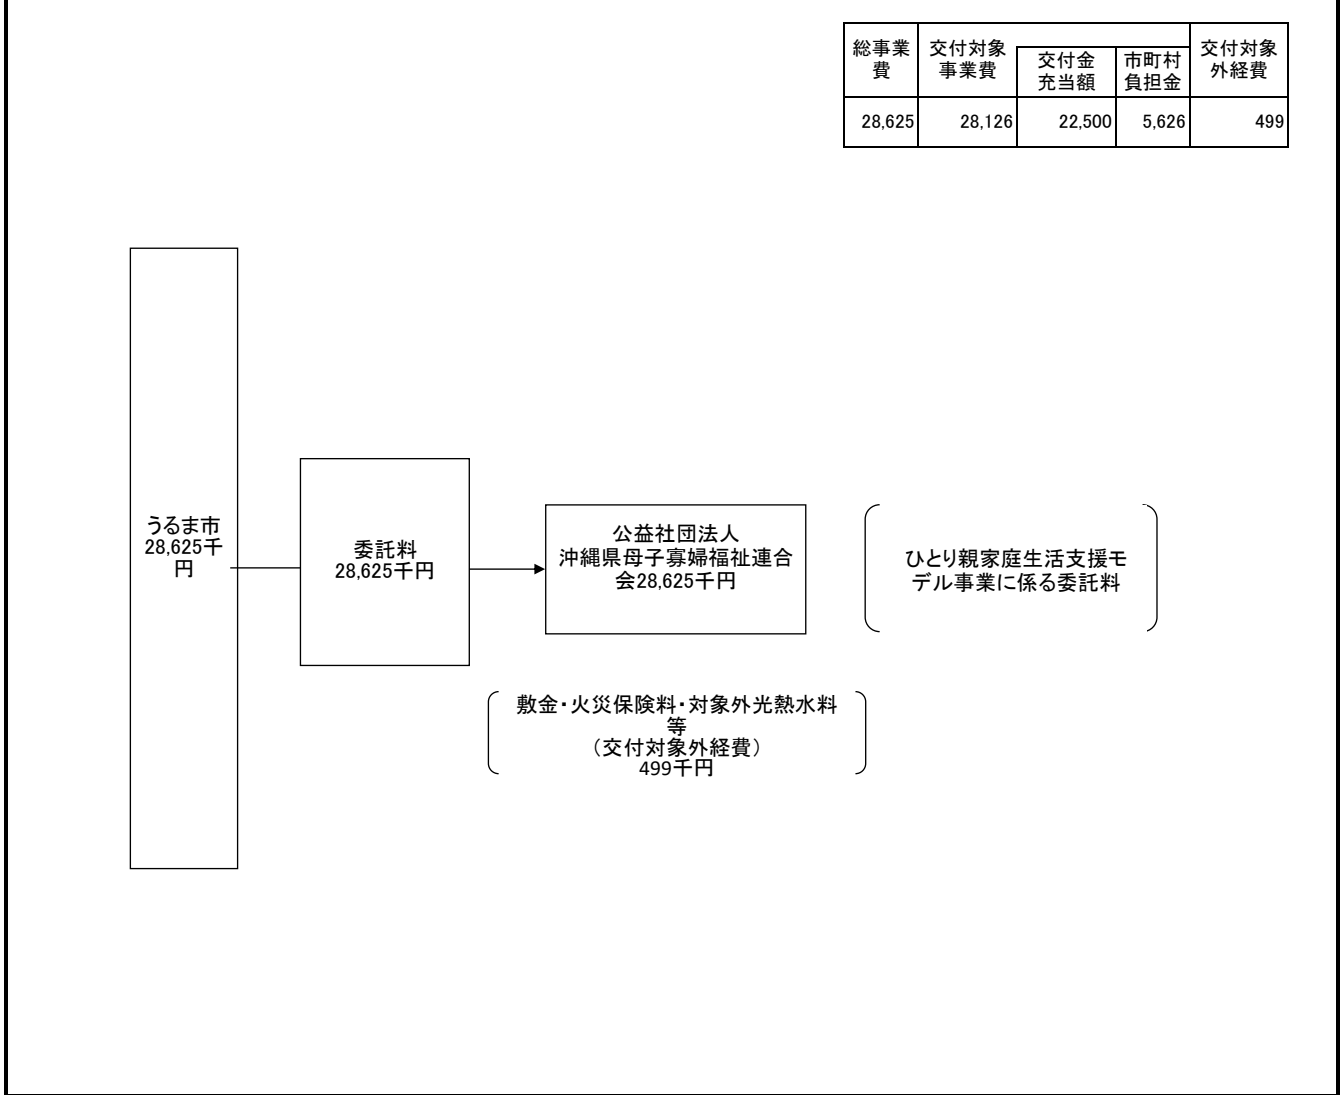 総事業
費
交付対象
事業費
交付金
充当額
市町村
負担金
交付対象
外経費
28,625
28,126
22,500
5,626
499
うるま市
28,625千
円
委託料
28,625千円
公益社団法人
沖縄県母子寡婦福祉連合
会28,625千円
ひとり親家庭生活支援モ
デル事業に係る委託料
敷金・火災保険料・対象外光熱水料
等
（交付対象外経費）
499千円